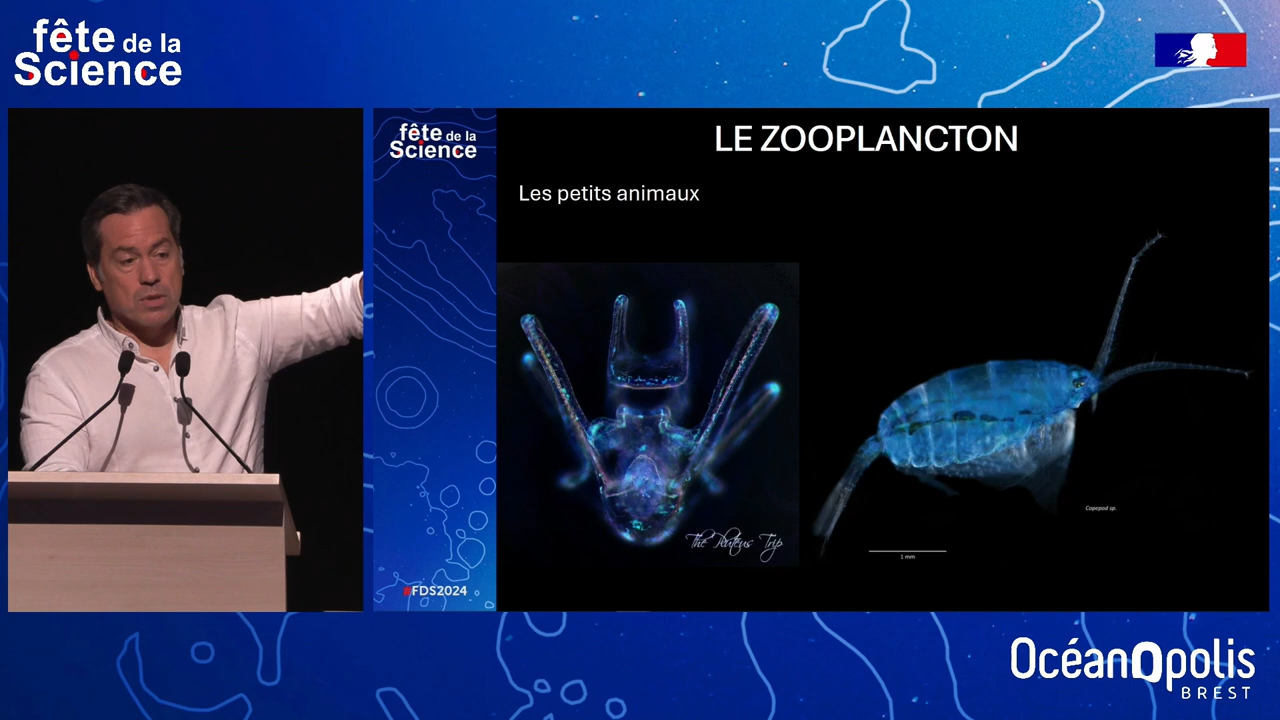 fête de la
Science
fête de la
Science
LE ZOOPLANCTON
Les petits animaux
The Pluteus Trip
Copepod sp.
1 mm
#FDS2024
OcéanOpolis
BREST